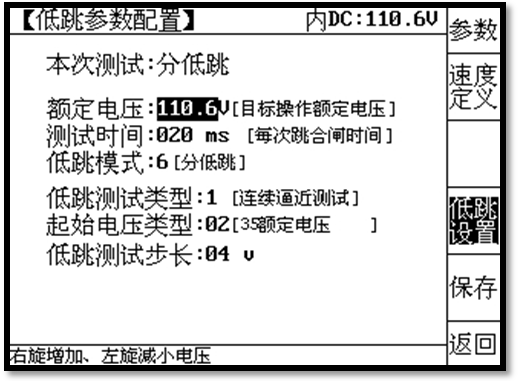 【低跳参数配置】 内DC:110.6V
本次测试:分低跳
额定电压:110.6V[目标操作额定电压]
测试时间:020 ms [每次跳合闸时间]
低跳模式:6[分低跳]
低跳测试类型:1 [连续逼近测试]
起始电压类型:02[35额定电压 ]
低跳测试步长:04 v
右旋增加、左旋减小电压
参数
速度
定义
低跳
设置
保存
返回